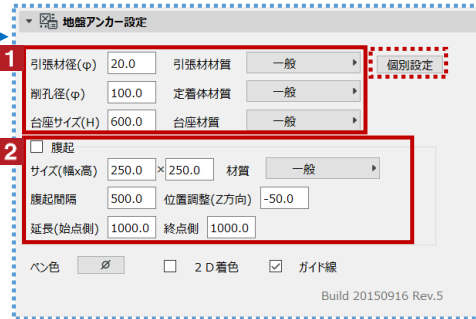 地盤アンカー設定
1
引張材径(φ) 20.0 引張材材質 一般 個別設定
削孔径(φ) 100.0 定着体材質 一般
台座サイズ(H) 600.0 台座材質 一般
2
腹起
サイズ(幅x高) 250.0 × 250.0 材質 一般
腹起間隔 500.0 位置調整(Z方向) -50.0
延長(始点側) 1000.0 終点側 1000.0
ペン色 2D着色 ガイド線
Build 20150916 Rev.5